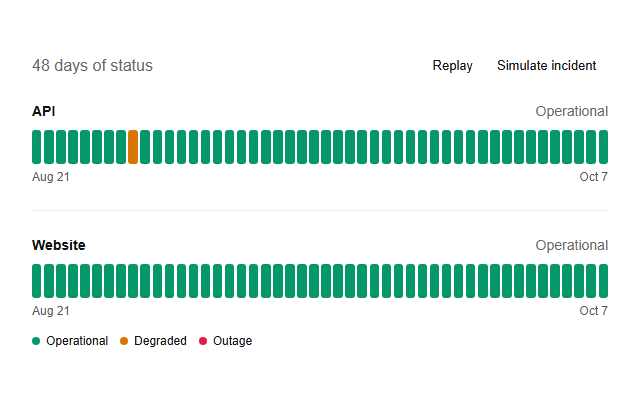 48 days of status Replay Simulate incident
API Operational
Aug 21 Oct 7
Website Operational
Aug 21 Oct 7
Operational Degraded Outage